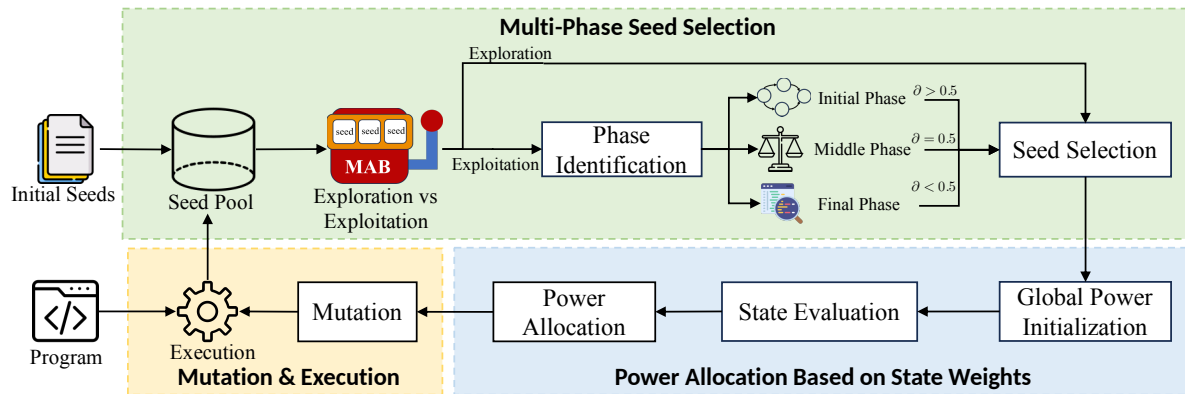 Multi-Phase Seed Selection
Exploration
Initial Seeds
Seed Pool
seed seed seed
MAB
Exploration vs
Exploitation
Exploitation
Phase
Identification
Initial Phase
∂ > 0.5
Middle Phase
∂ = 0.5
Final Phase
∂ < 0.5
Seed Selection
Program
Execution
Mutation
Mutation & Execution
Power
Allocation
State Evaluation
Global Power
Initialization
Power Allocation Based on State Weights